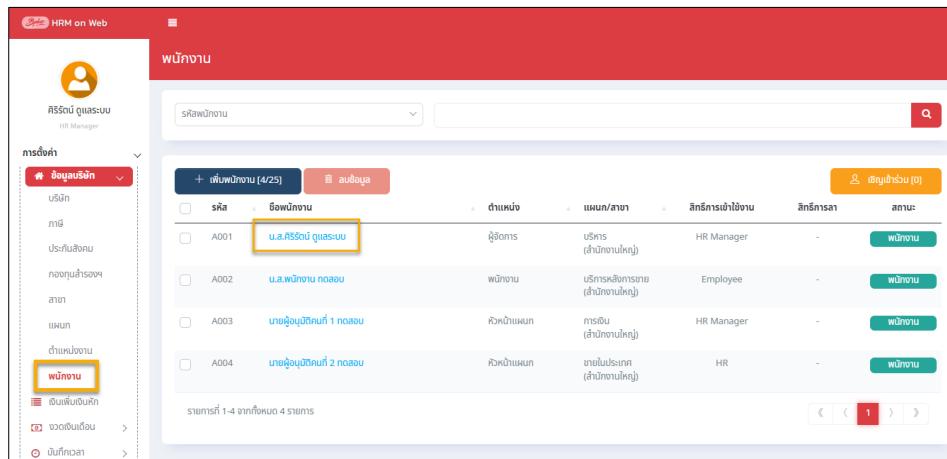 HRM on Web
พนักงาน
ศิริรัตน์ ดูแลระบบ
HR Manager
รหัสพนักงาน
การตั้งค่า
ข้อมูลบริษัท
บริษัท
ภาษี
ประกันสังคม
กองทุนสำรองฯ
สาขา
แผนก
ตำแหน่งงาน
พนักงาน
เงินเพิ่มเงินหัก
งวดเงินเดือน
บันทึกเวลา
+ เพิ่มพนักงาน [4/25] ลบข้อมูล เชิญเข้าร่วม [0]
รหัส ชื่อพนักงาน ตำแหน่ง แผนก/สาขา สิทธิการเข้าใช้งาน สิทธิการลา สถานะ
A001 น.ส.ศิริรัตน์ ดูแลระบบ ผู้จัดการ บริหาร (สำนักงานใหญ่) HR Manager - พนักงาน
A002 น.ส.พนักงาน ทดสอบ พนักงาน บริการหลังการขาย (สำนักงานใหญ่) Employee - พนักงาน
A003 นายผู้อนุมัติคนที่ 1 ทดสอบ หัวหน้าแผนก การเงิน (สำนักงานใหญ่) HR Manager - พนักงาน
A004 นายผู้อนุมัติคนที่ 2 ทดสอบ หัวหน้าแผนก ขายในประเทศ (สำนักงานใหญ่) HR - พนักงาน
รายการที่ 1-4 จากทั้งหมด 4 รายการ
1